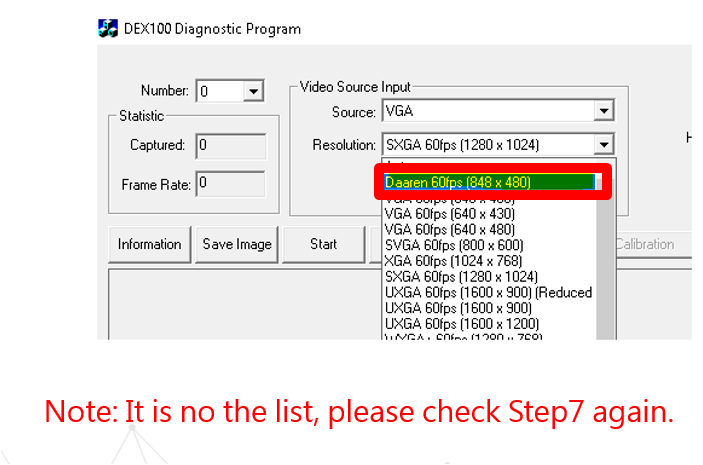 DEX100 Diagnostic Program
Number: 0
Video Source Input
Source: VGA
Statistic
Captured: 0
Resolution: SXGA 60fps (1280 x 1024)
Frame Rate: 0
Daaren 60fps (848 x 480)
VGA 60fps (640 x 430)
VGA 60fps (640 x 480)
SVGA 60fps (800 x 600)
XGA 60fps (1024 x 768)
SXGA 60fps (1280 x 1024)
UXGA 60fps (1600 x 900) (Reduced
UXGA 60fps (1600 x 900)
UXGA 60fps (1600 x 1200)
Information Save Image Start Calibration
Note: It is no the list, please check Step7 again.